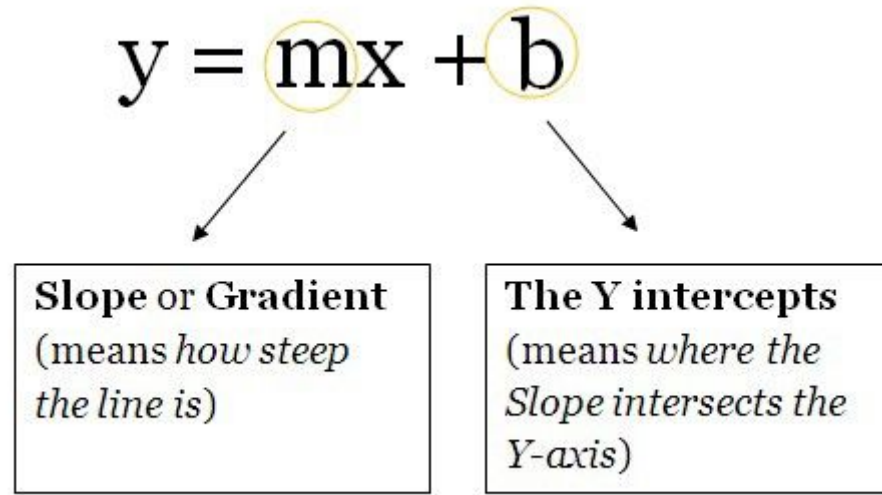 y = mx + b
Slope or Gradient
(means how steep
the line is)
The Y intercepts
(means where the
Slope intersects the
Y-axis)